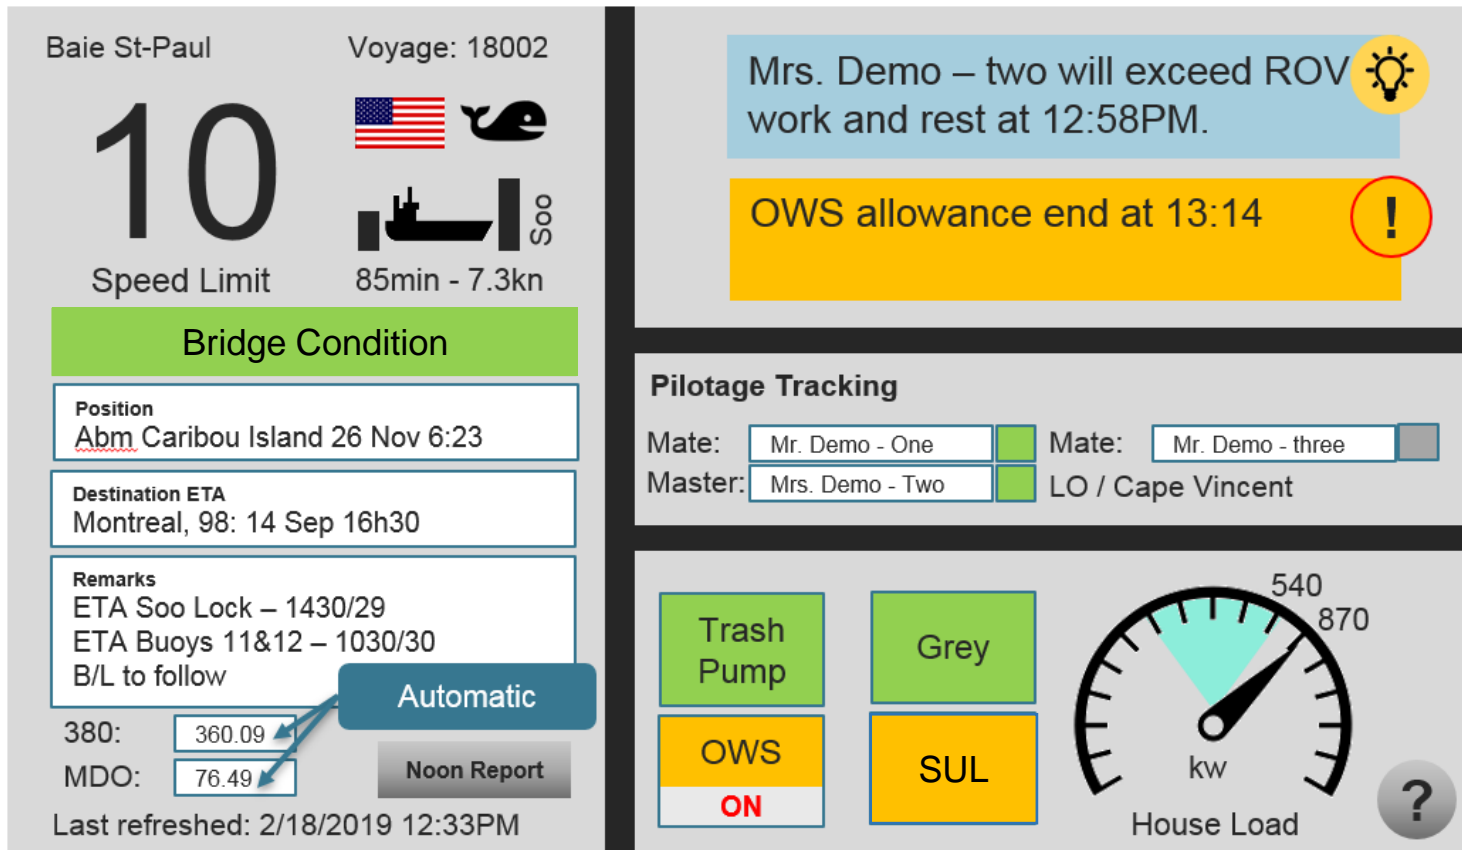 Baie St-Paul
Voyage: 18002
10
Speed Limit
Soo
85min - 7.3kn
Bridge Condition
Position
Abm Caribou Island 26 Nov 6:23
Destination ETA
Montreal, 98: 14 Sep 16h30
Remarks
ETA Soo Lock – 1430/29
ETA Buoys 11&12 – 1030/30
B/L to follow
Automatic
380: 360.09
MDO: 76.49
Noon Report
Last refreshed: 2/18/2019 12:33PM
Mrs. Demo – two will exceed ROV
work and rest at 12:58PM.
OWS allowance end at 13:14
!
Pilotage Tracking
Mate: Mr. Demo - One
Mate: Mr. Demo - three
Master: Mrs. Demo - Two
LO / Cape Vincent
Trash
Pump
Grey
OWS
ON
SUL
540
870
kw
House Load
?